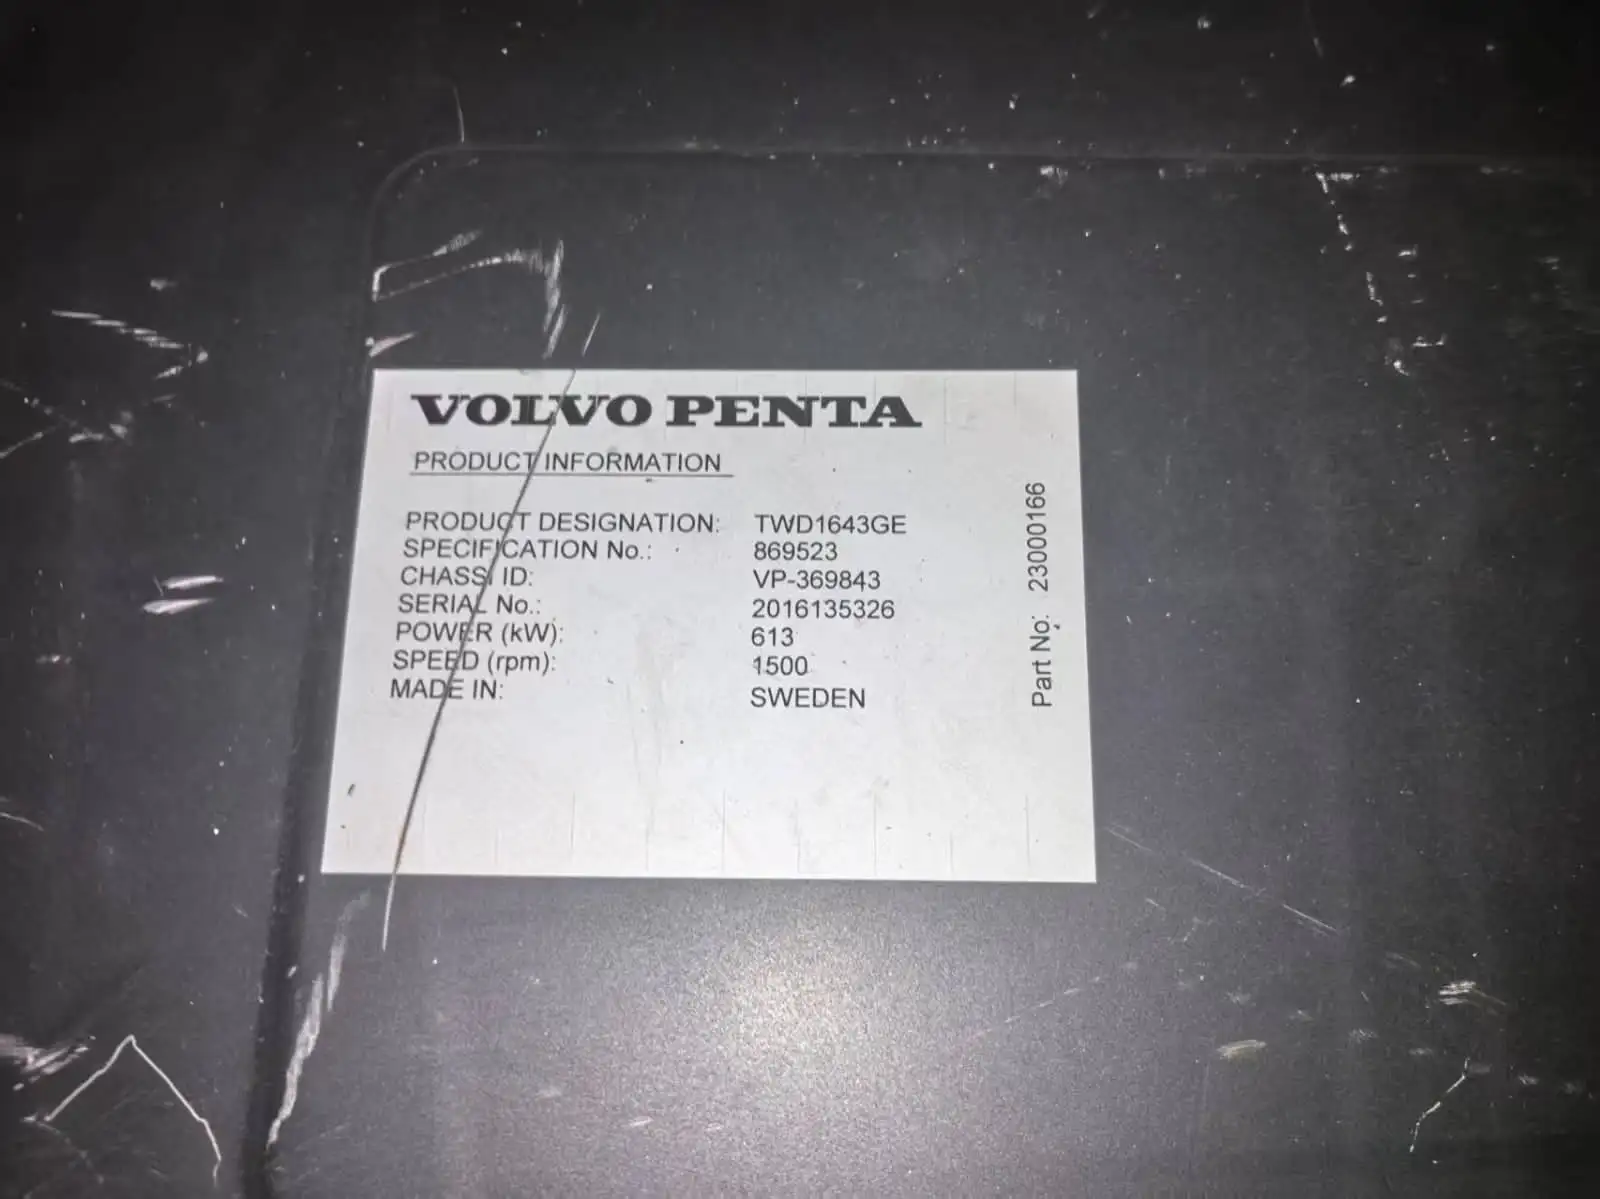 VOLVO PENTA
PRODUCT INFORMATION
PRODUCT DESIGNATION: TWD1643GE
SPECIFICATION No.: 869523
CHASSI ID: VP-369843
SERIAL No.: 2016135326
POWER (kW): 613
SPEED (rpm): 1500
MADE IN: SWEDEN
Part No: 23000166